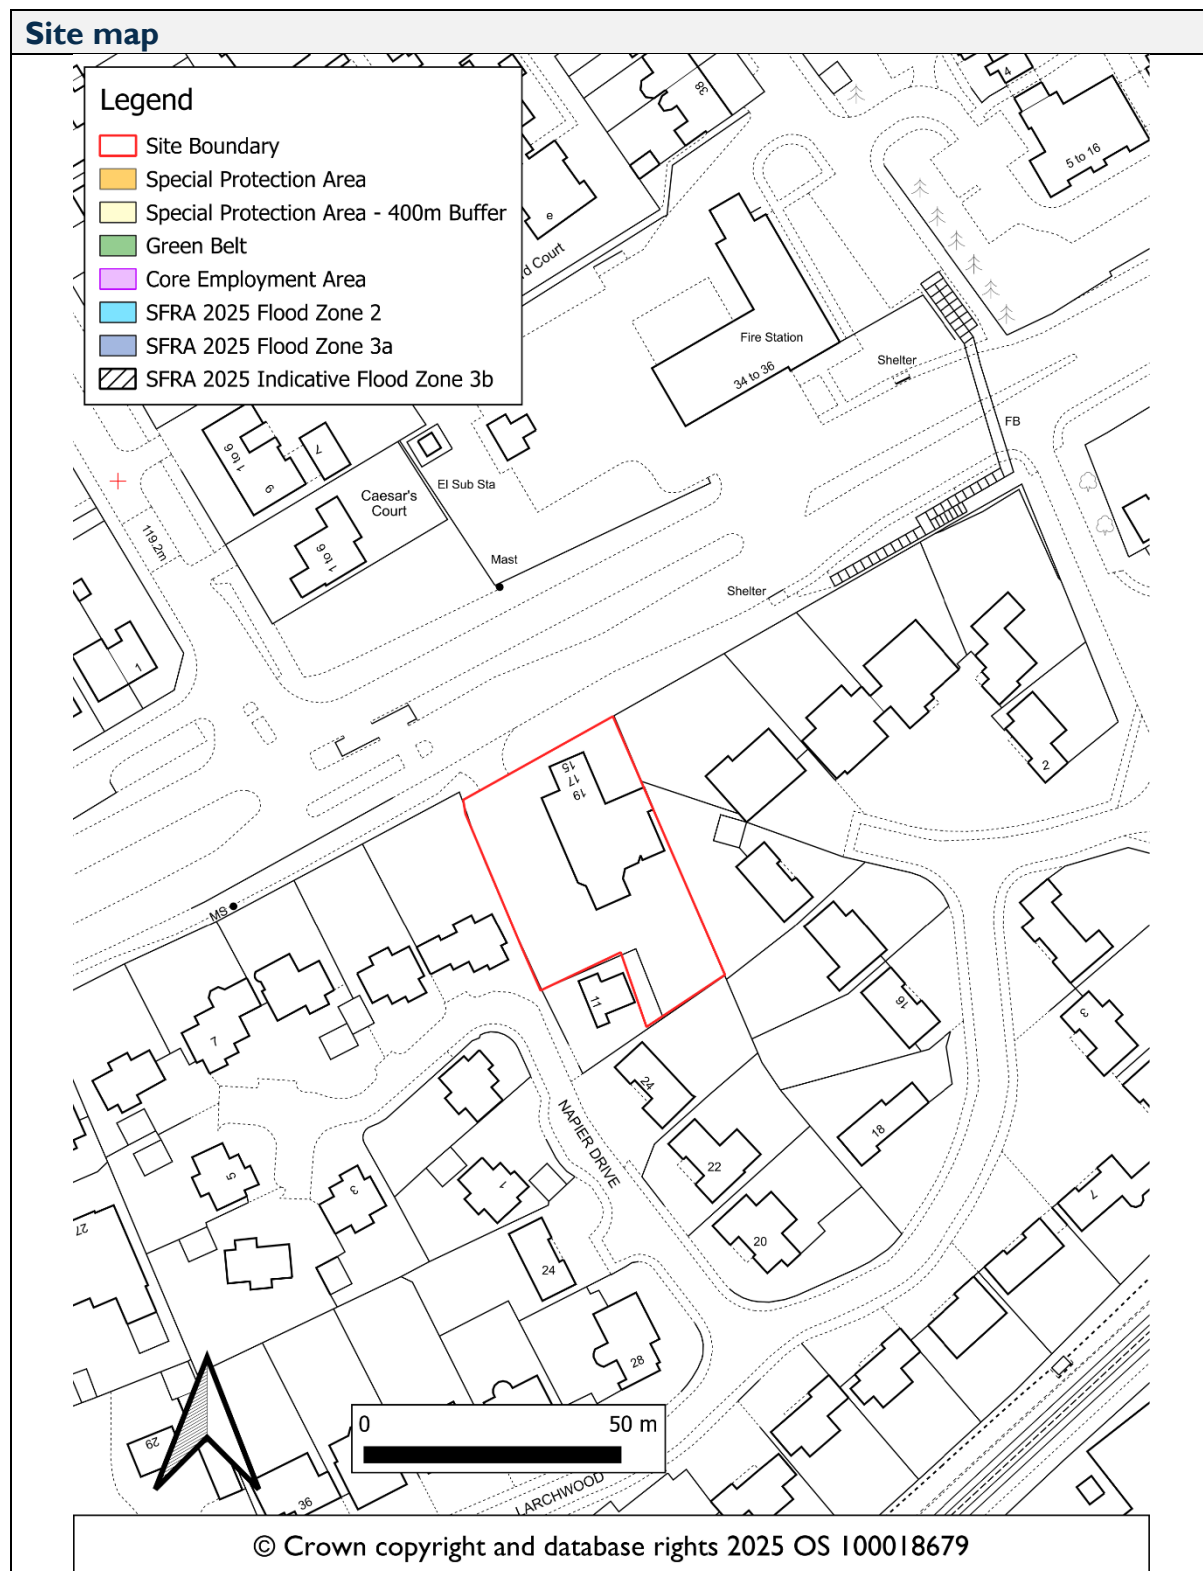 Site map
Legend
Site Boundary
Special Protection Area
Special Protection Area - 400m Buffer
Green Belt
Core Employment Area
SFRA 2025 Flood Zone 2
SFRA 2025 Flood Zone 3a
SFRA 2025 Indicative Flood Zone 3b
38
4
5 to 16
e
Court
Fire Station
34 to 36
Shelter
FB
1 to 6
9
7
El Sub Sta
Caesar's
Court
1 to 6
119.2m
Mast
Shelter
1
2
15
17
19
MS
11
7
16
3
24
18
NAPIER DRIVE
22
5
3
1
7
27
20
24
28
29
36
0
50 m
LARCHWOOD
© Crown copyright and database rights 2025 OS 100018679